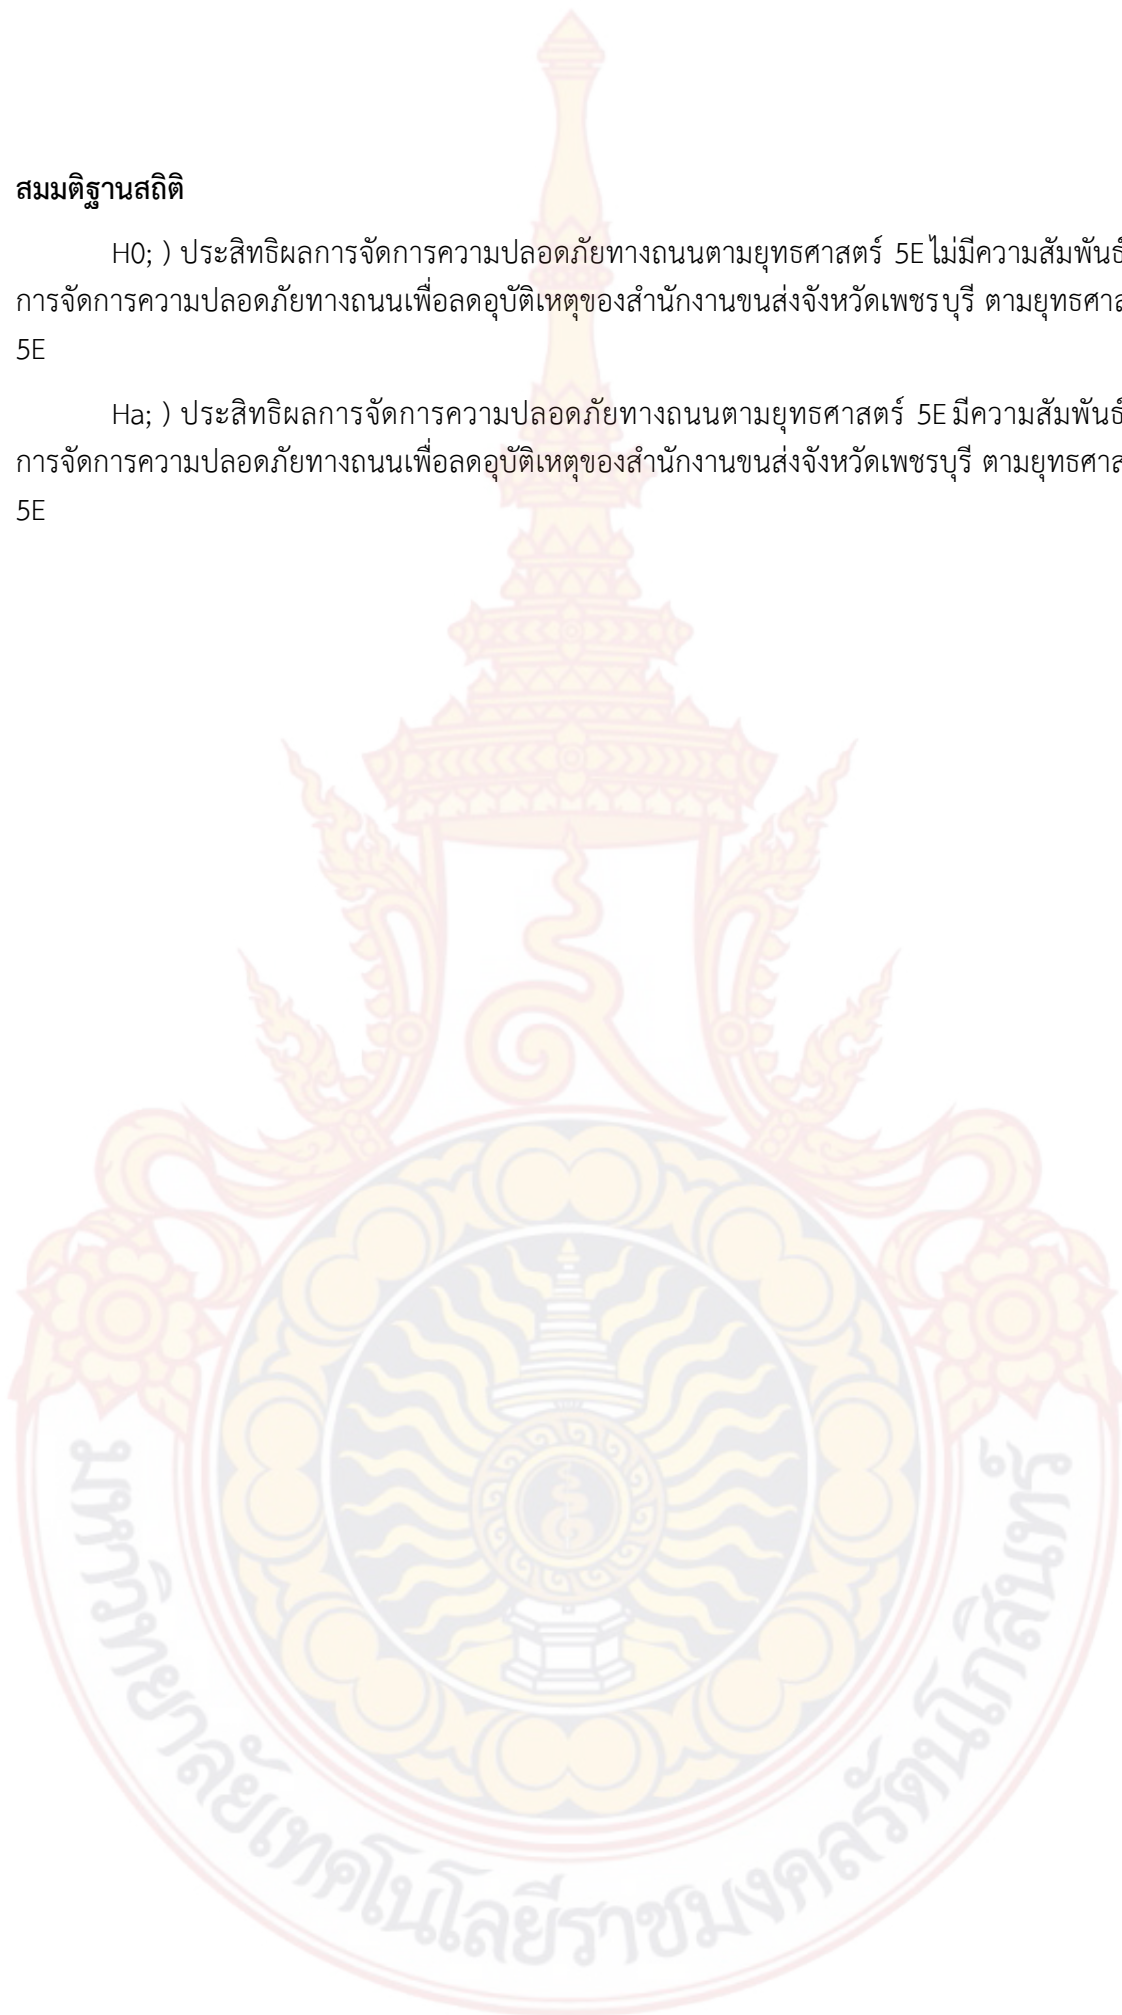 สมมติฐานสถิติ
H0; ) ประสิทธิผลการจัดการความปลอดภัยทางถนนตามยุทธศาสตร์ 5E ไม่มีความสัมพันธ์
การจัดการความปลอดภัยทางถนนเพื่อลดอุบัติเหตุของสำนักงานขนส่งจังหวัดเพชรบุรี ตามยุทธศาส
5E
Ha; ) ประสิทธิผลการจัดการความปลอดภัยทางถนนตามยุทธศาสตร์ 5E มีความสัมพันธ์
การจัดการความปลอดภัยทางถนนเพื่อลดอุบัติเหตุของสำนักงานขนส่งจังหวัดเพชรบุรี ตามยุทธศาส
5E
มหาวิทยาลัยเทคโนโลยีราชมงคลรัตนโกสินทร์